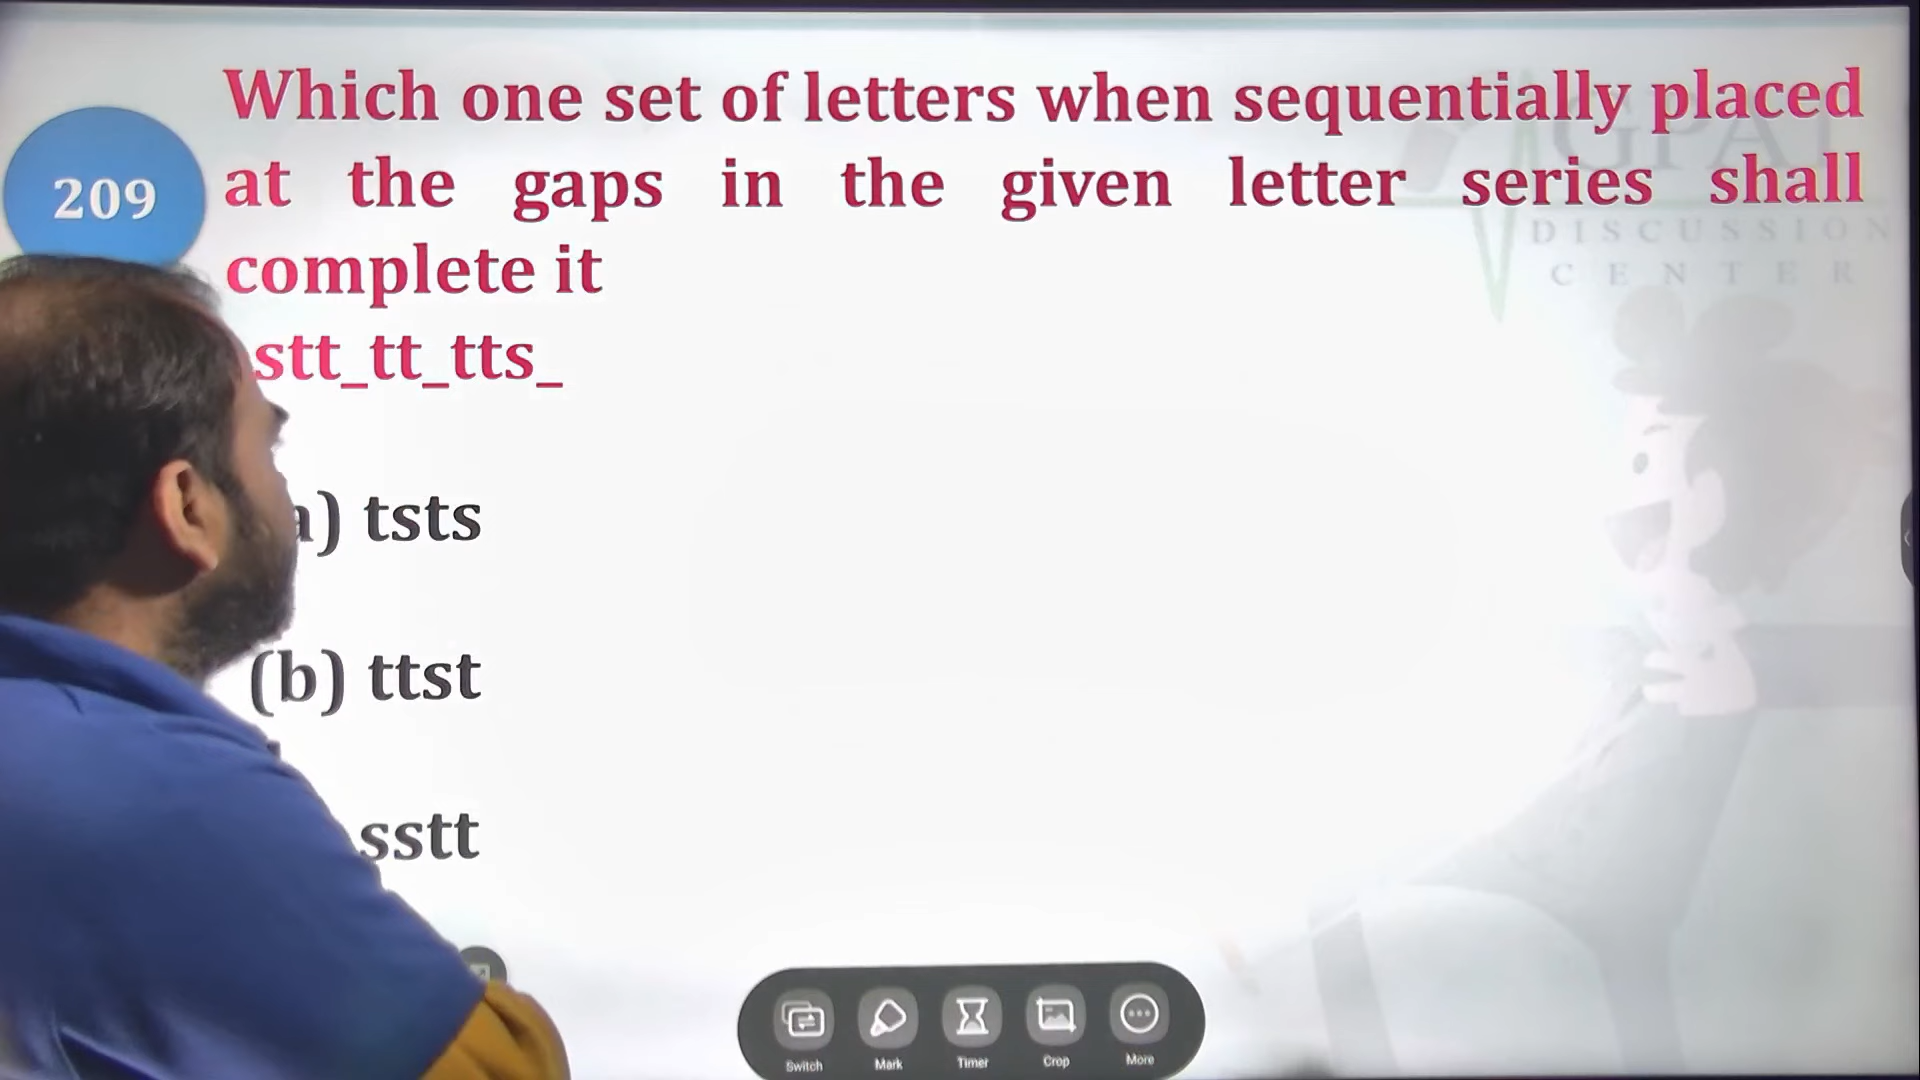 Which one set of letters when sequentially placed
209
at the gaps in the given letter series shall
complete it
stt_tt_tts_
) tsts
(b) ttst
sstt
GPAT
DISCUSSION
CENTER
Switch
Mark
Timer
Crop
More